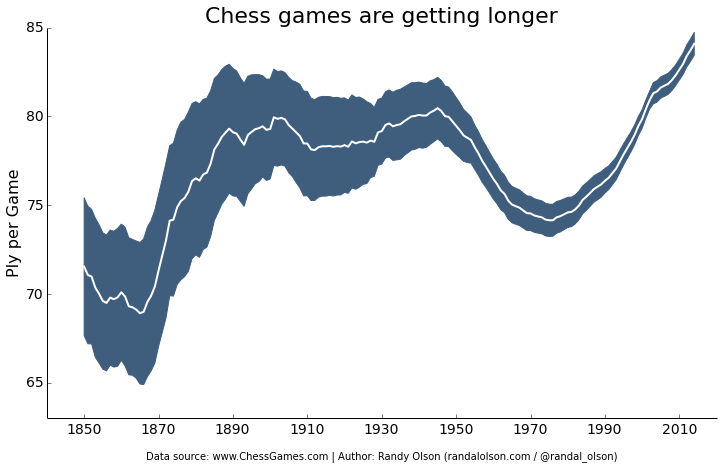 Chess games are getting longer
85
80
75
70
65
Ply per Game
1850 1870 1890 1910 1930 1950 1970 1990 2010
Data source: www.ChessGames.com | Author: Randy Olson (randalolson.com / @randal_olson)